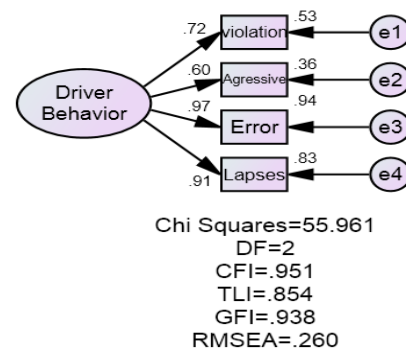 .72
.53
violation
e1
.60
.36
Agressive
e2
Driver
Behavior
.97
.94
Error
e3
.91
.83
Lapses
e4
Chi Squares=55.961
DF=2
CFI=.951
TLI=.854
GFI=.938
RMSEA=.260